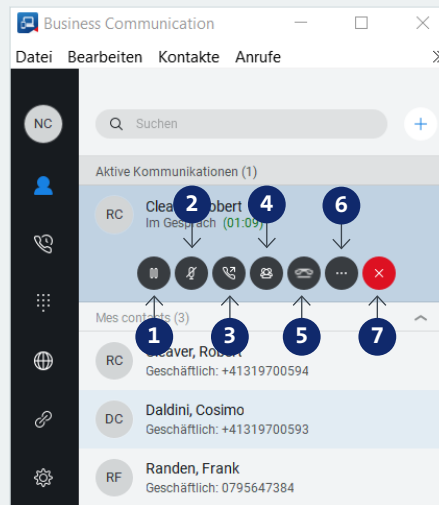 Business Communication
Datei Bearbeiten Kontakte Anrufe
NC
Suchen
Aktive Kommunikationen (1)
RC
Cleaver, Robert
Im Gespräch (01:09)
2
4
6
1
3
5
7
Mes contacts (3)
RC
Cleaver, Robert
Geschäftlich: +41319700594
DC
Daldini, Cosimo
Geschäftlich: +41319700593
RF
Randen, Frank
Geschäftlich: 0795647384